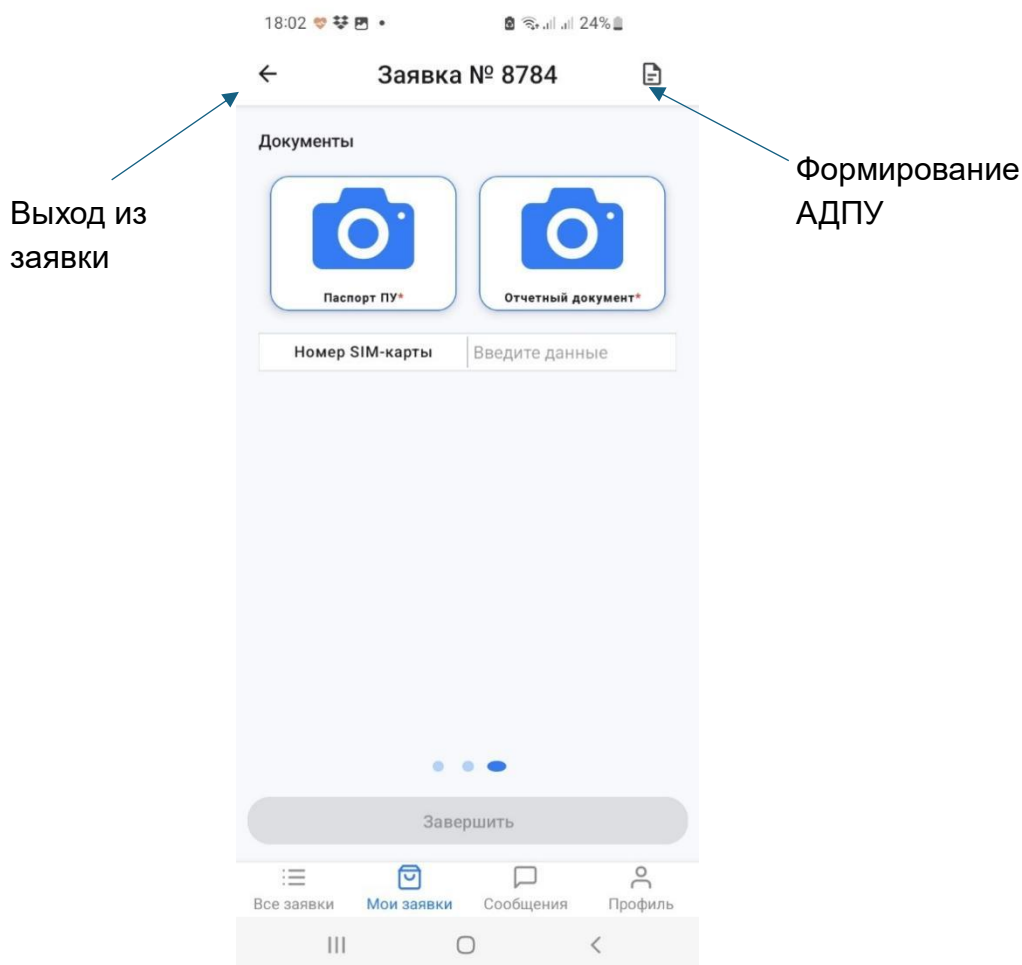 18:02 24%
Заявка № 8784
Документы
Формирование
АДПУ
Выход из
заявки
Паспорт ПУ* Отчетный документ*
Номер SIM-карты Введите данные
Завершить
Все заявки Мои заявки Сообщения Профиль